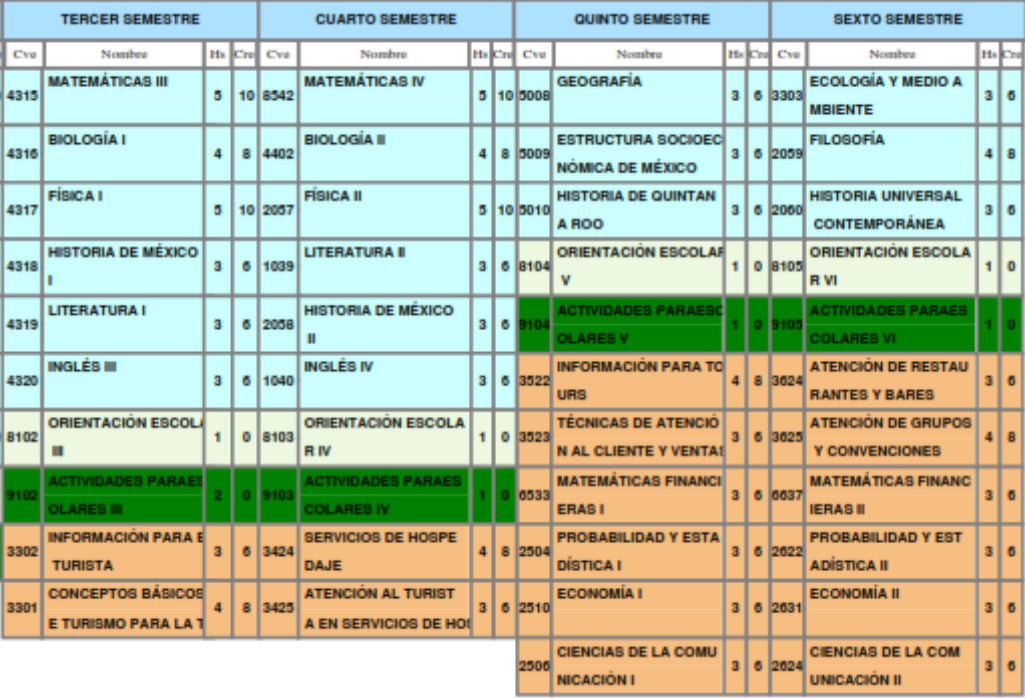 TERCER SEMESTRE CUARTO SEMESTRE QUINTO SEMESTRE SEXTO SEMESTRE
Cve Nombre Hs Cre Cve Nombre Hs Cre Cve Nombre Hs Cre Cve Nombre Hs Cre
4315 MATEMÁTICAS III 5 10 8542 MATEMÁTICAS IV 5 10 5008 GEOGRAFÍA 3 6 3303 ECOLOGÍA Y MEDIO A
MBIENTE 3 6
4316 BIOLOGÍA I 4 8 4402 BIOLOGÍA II 4 8 5009 ESTRUCTURA SOCIOEC
NÓMICA DE MÉXICO 3 6 2059 FILOSOFÍA 4 8
4317 FÍSICA I 5 10 2057 FÍSICA II 5 10 5010 HISTORIA DE QUINTAN
A ROO 3 6 2060 HISTORIA UNIVERSAL
CONTEMPORÁNEA 3 6
4318 HISTORIA DE MÉXICO
I 3 6 1039 LITERATURA II 3 6 8104 ORIENTACIÓN ESCOLAR
V 1 0 8105 ORIENTACIÓN ESCOLA
R VI 1 0
4319 LITERATURA I 3 6 2058 HISTORIA DE MÉXICO
II 3 6 9104 ACTIVIDADES PARAESC
OLARES V 1 0 9105 ACTIVIDADES PARAES
COLARES VI 1 0
4320 INGLÉS III 3 6 1040 INGLÉS IV 3 6 3522 INFORMACIÓN PARA TO
URS 4 8 3624 ATENCIÓN DE RESTAU
RANTES Y BARES 3 6
8102 ORIENTACIÓN ESCOLA
III 1 0 8103 ORIENTACIÓN ESCOLA
R IV 1 0 3523 TÉCNICAS DE ATENCIÓ
N AL CLIENTE Y VENTAS 3 6 3625 ATENCIÓN DE GRUPOS
Y CONVENCIONES 4 8
9102 ACTIVIDADES PARAES
OLARES III 2 0 9103 ACTIVIDADES PARAES
COLARES IV 1 0 6533 MATEMÁTICAS FINANCI
ERAS I 3 6 6637 MATEMÁTICAS FINANC
IERAS II 3 6
3302 INFORMACIÓN PARA E
TURISTA 3 6 3424 SERVICIOS DE HOSPE
DAJE 4 8 2504 PROBABILIDAD Y ESTA
DÍSTICA I 3 6 2622 PROBABILIDAD Y EST
ADÍSTICA II 3 6
3301 CONCEPTOS BÁSICOS
E TURISMO PARA LA T 4 8 3425 ATENCIÓN AL TURIST
A EN SERVICIOS DE HOS 3 6 2510 ECONOMÍA I 3 6 2631 ECONOMÍA II 3 6
2506 CIENCIAS DE LA COMU
NICACIÓN I 3 6 2624 CIENCIAS DE LA COM
UNICACIÓN II 3 6